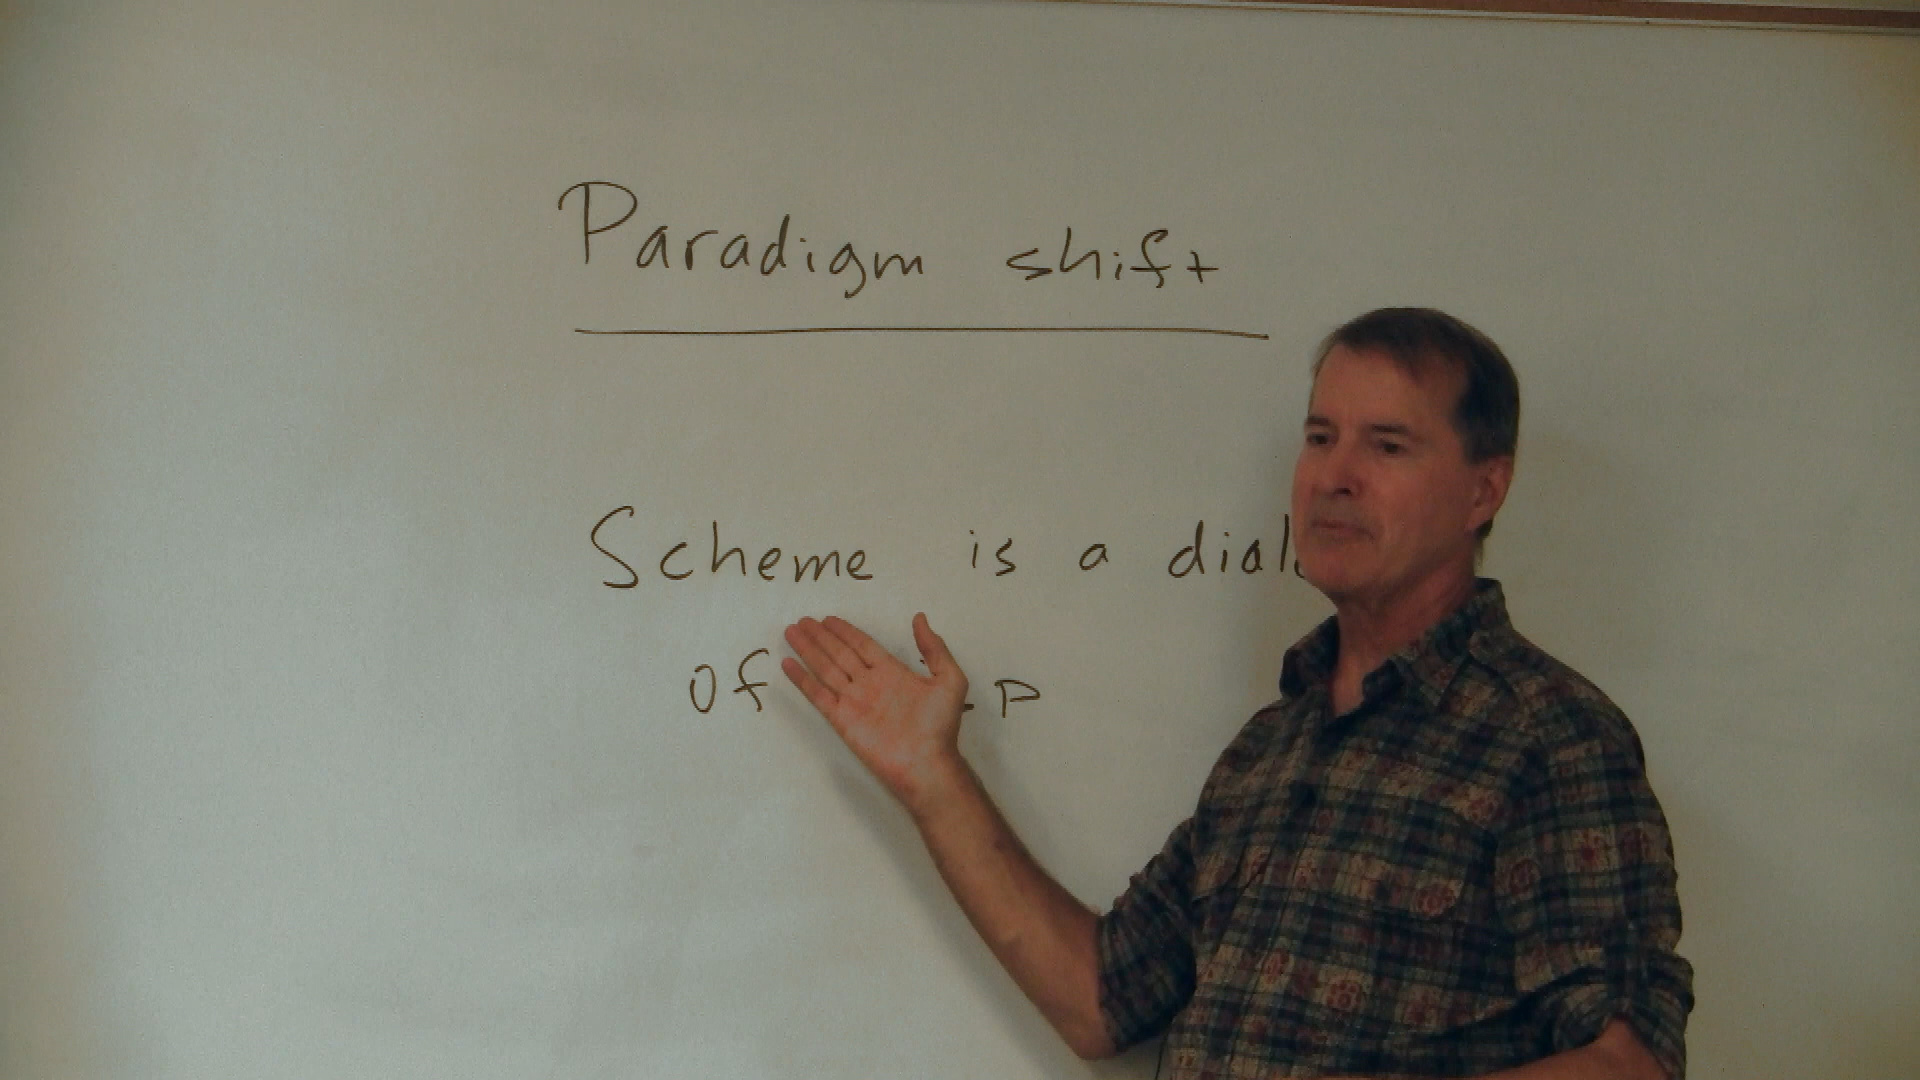 Paradigm shift
Scheme is a
of